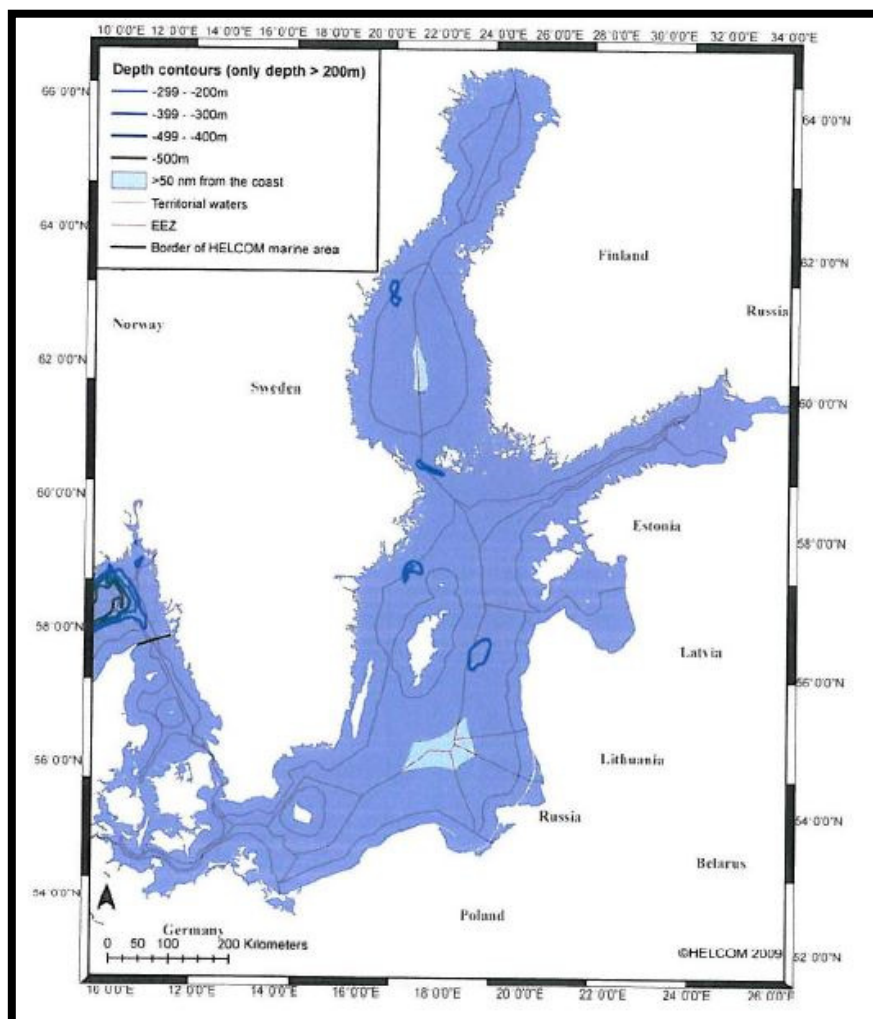 10°0'0"E 12°0'0"E 14°0'0"E 16°0'0"E 18°0'0"E 20°0'0"E 22°0'0"E 24°0'0"E 26°0'0"E 28°0'0"E 30°0'0"E 32°0'0"E 34°0'0"E
Depth contours (only depth > 200m)
-299 - -200m
-399 - -300m
-499 - -400m
-500m
>50 nm from the coast
Territorial waters
EEZ
Border of HELCOM marine area
66°0'0"N
64°0'0"N
64°0'0"N
62°0'0"N
62°0'0"N
60°0'0"N
60°0'0"N
58°0'0"N
58°0'0"N
56°0'0"N
56°0'0"N
54°0'0"N
54°0'0"N
52°0'0"N
Finland
Russia
Norway
Sweden
Estonia
Latvia
Lithuania
Russia
Belarus
Poland
Germany
0 50 100 200 Kilometers
©HELCOM 2009
10°0'0"E 12°0'0"E 14°0'0"E 16°0'0"E 18°0'0"E 20°0'0"E 22°0'0"E 24°0'0"E 26°0'0"E